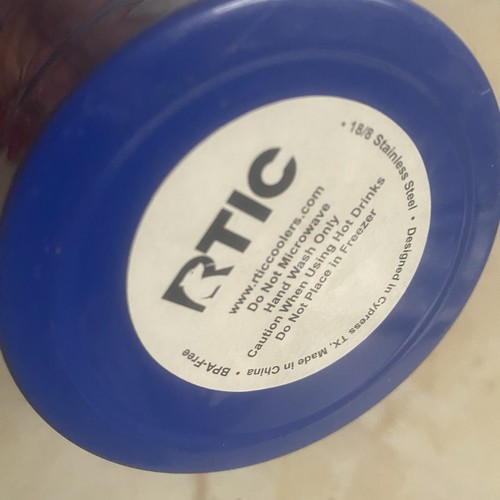 RTIC
www.rticcoolers.com
Do Not Microwave
Hand Wash Only
Caution When Using Hot Drinks
Do Not Place in Freezer
• 18/8 Stainless Steel • Designed in Cypress TX, Made in China • BPA-Free